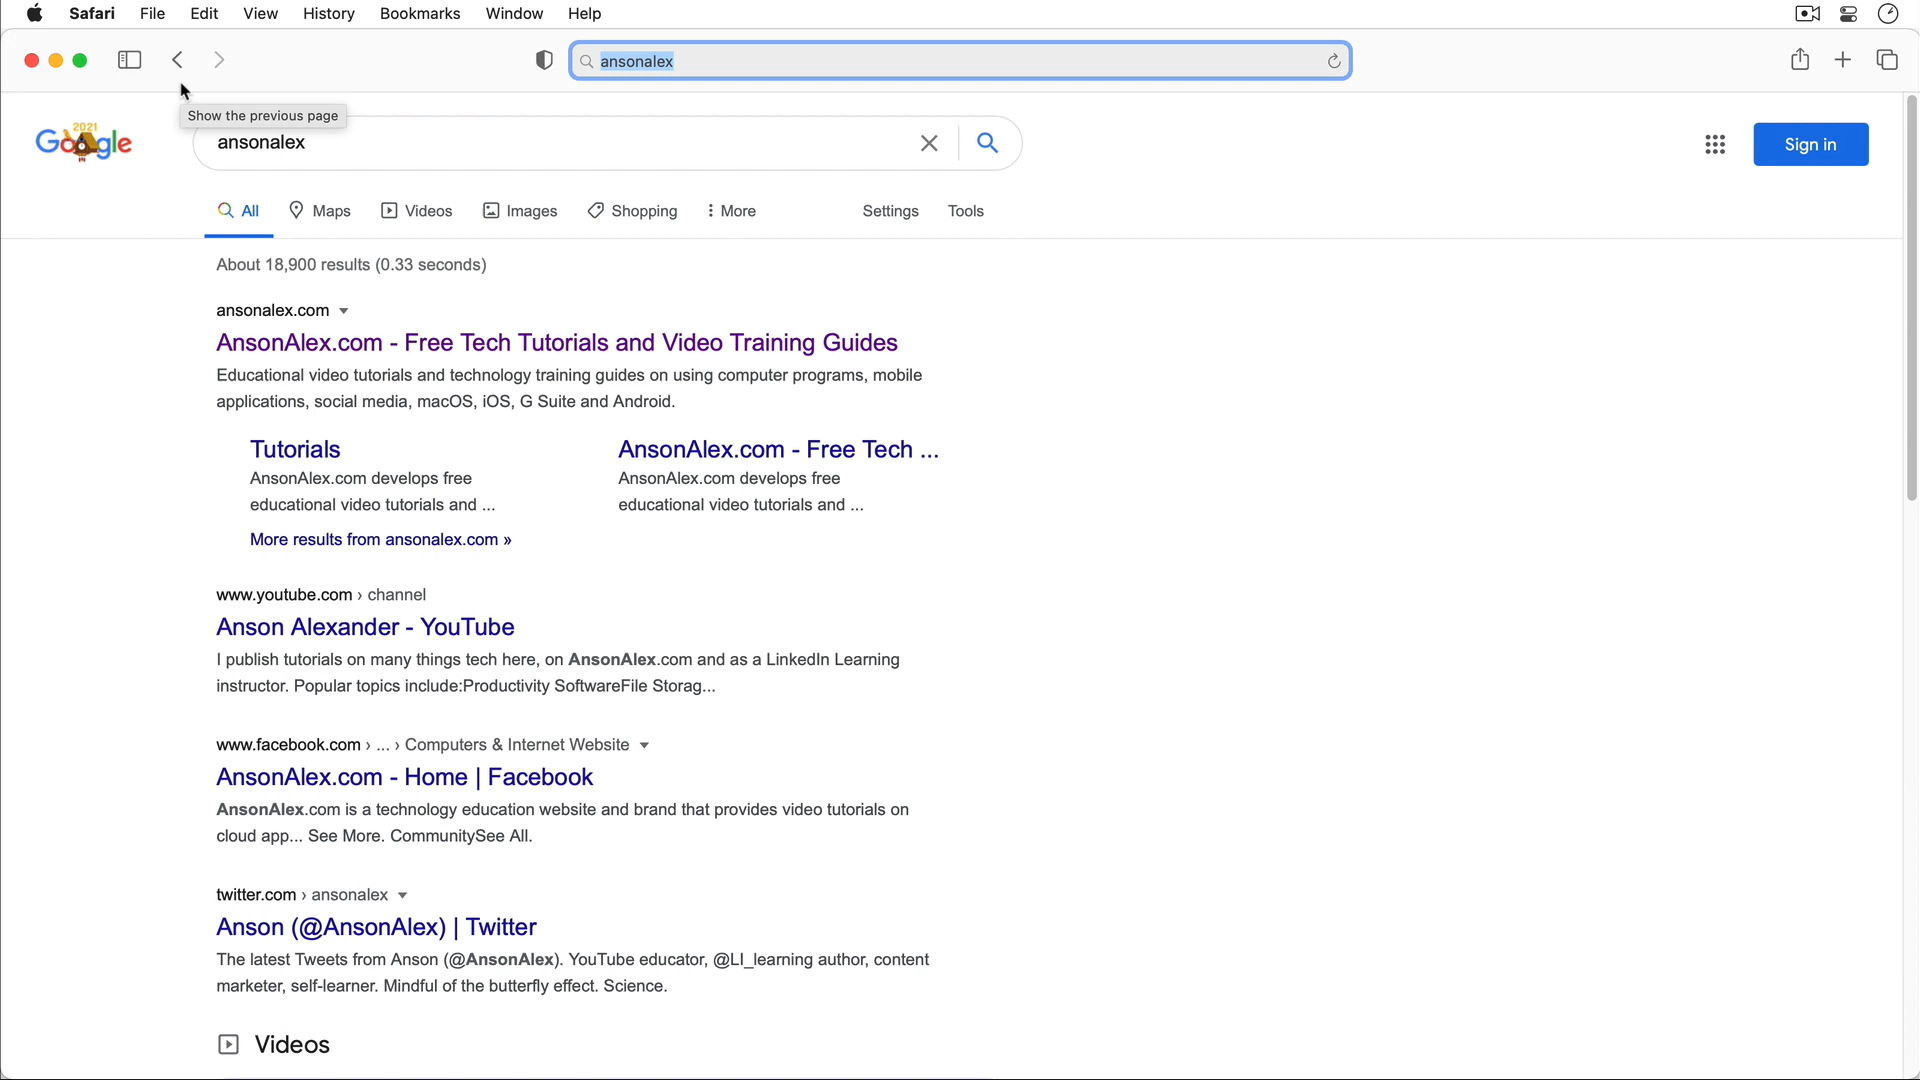 Safari File Edit View History Bookmarks Window Help
ansonalex
Show the previous page
2021
Google
ansonalex
Sign in
All Maps Videos Images Shopping More Settings Tools
About 18,900 results (0.33 seconds)
ansonalex.com
AnsonAlex.com - Free Tech Tutorials and Video Training Guides
Educational video tutorials and technology training guides on using computer programs, mobile
applications, social media, macOS, iOS, G Suite and Android.
Tutorials
AnsonAlex.com develops free
educational video tutorials and ...
AnsonAlex.com - Free Tech ...
AnsonAlex.com develops free
educational video tutorials and ...
More results from ansonalex.com »
www.youtube.com › channel
Anson Alexander - YouTube
I publish tutorials on many things tech here, on AnsonAlex.com and as a LinkedIn Learning
instructor. Popular topics include:Productivity SoftwareFile Storag...
www.facebook.com › ... › Computers & Internet Website
AnsonAlex.com - Home | Facebook
AnsonAlex.com is a technology education website and brand that provides video tutorials on
cloud app... See More. CommunitySee All.
twitter.com › ansonalex
Anson (@AnsonAlex) | Twitter
The latest Tweets from Anson (@AnsonAlex). YouTube educator, @LI_learning author, content
marketer, self-learner. Mindful of the butterfly effect. Science.
Videos